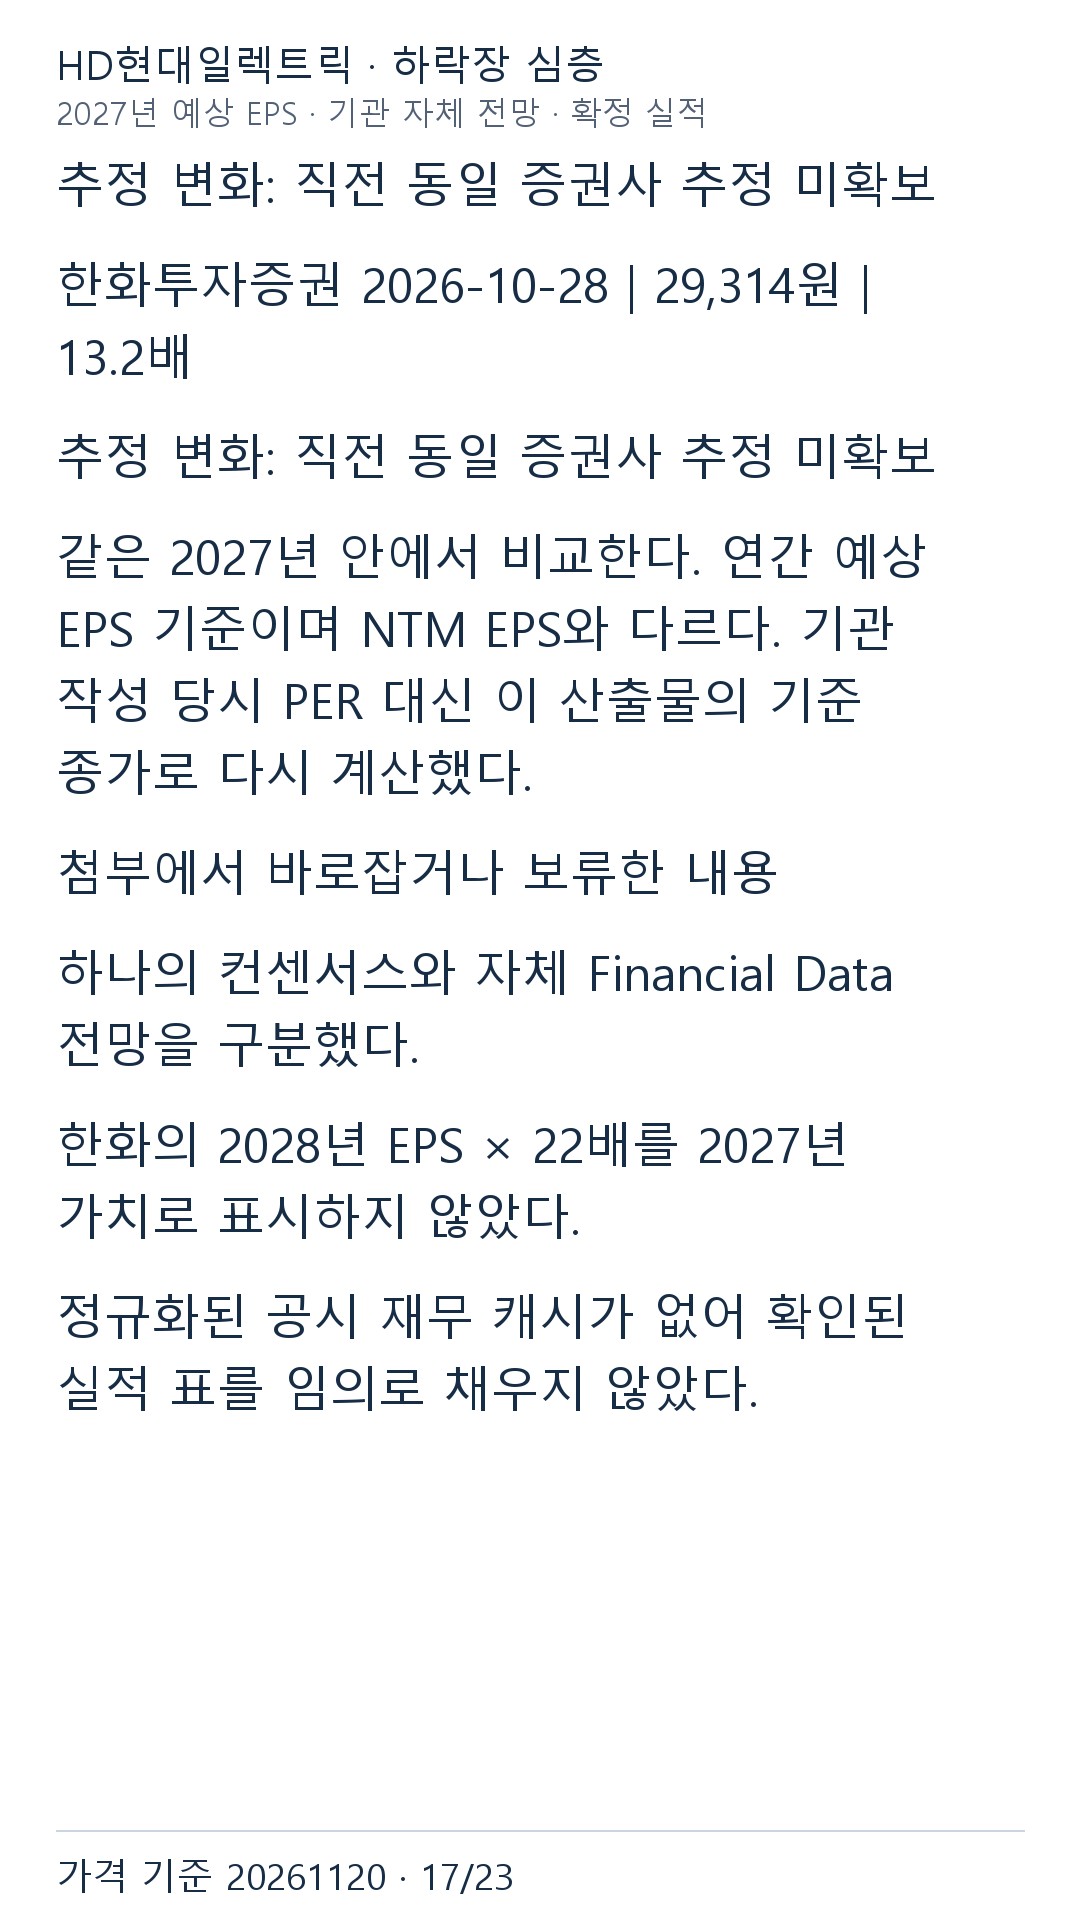 HD현대일렉트릭 · 하락장 심층
2027년 예상 EPS · 기관 자체 전망 · 확정 실적
추정 변화: 직전 동일 증권사 추정 미확보
한화투자증권 2026-10-28 | 29,314원 |
13.2배
추정 변화: 직전 동일 증권사 추정 미확보
같은 2027년 안에서 비교한다. 연간 예상
EPS 기준이며 NTM EPS와 다르다. 기관
작성 당시 PER 대신 이 산출물의 기준
종가로 다시 계산했다.
첨부에서 바로잡거나 보류한 내용
하나의 컨센서스와 자체 Financial Data
전망을 구분했다.
한화의 2028년 EPS × 22배를 2027년
가치로 표시하지 않았다.
정규화된 공시 재무 캐시가 없어 확인된
실적 표를 임의로 채우지 않았다.
가격 기준 20261120 · 17/23